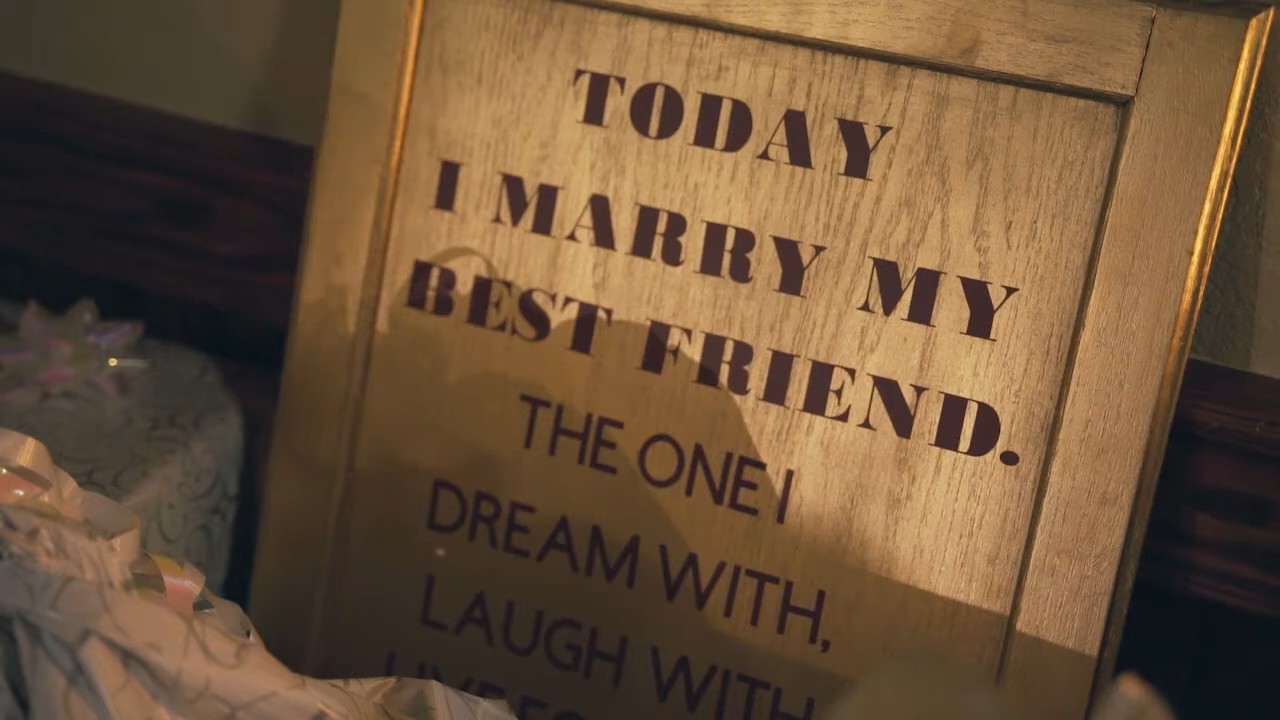 TODAY
I MARRY MY
BEST FRIEND.
THE ONE I
DREAM WITH,
LAUGH WITH